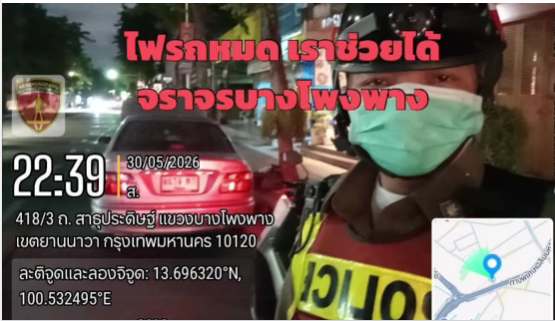 ไฟรถหมด เราช่วยได้
จราจรบางโพงพาง
22:39
30/05/2026
ส.
418/3 ถ. สาธุประดิษฐ์ แขวงบางโพงพาง
เขตยานนาวา กรุงเทพมหานคร 10120
ละติจูดและลองจิจูด: 13.696320°N,
100.532495°E
POLICE